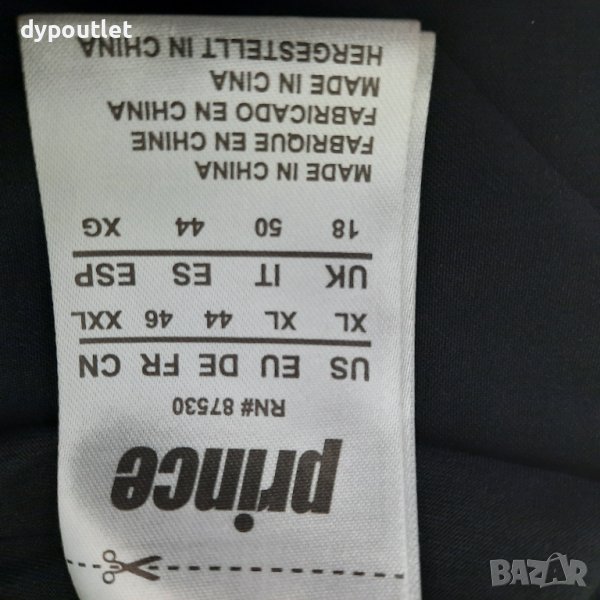 dypoutlet
prince
RN# 87530
US EU DE FR CN
XL XL 44 46 XXL
UK IT ES ESP
18 50 44 XG
MADE IN CHINA
FABRIQUE EN CHINE
FABRICADO EN CHINA
MADE IN CINA
HERGESTELLT IN CHINA
BAZAR